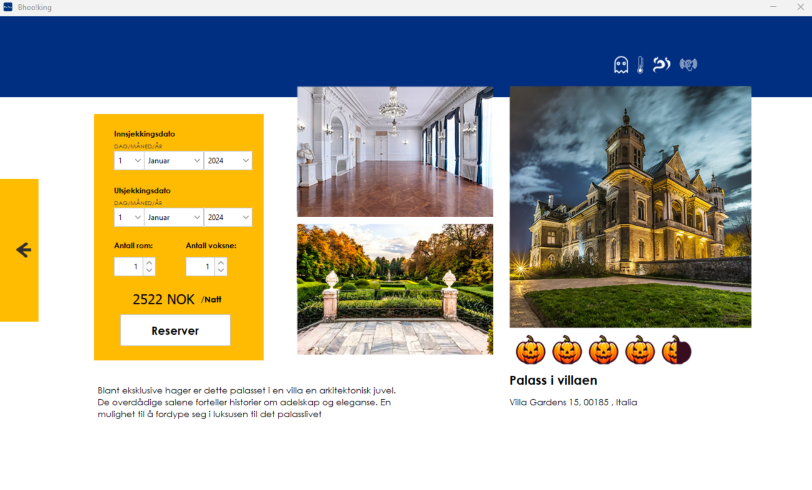 Bhoolking
Innsjekkingsdato
DAG/MÅNED/ÅR
1 Januar 2024
Utsjekkingsdato
DAG/MÅNED/ÅR
1 Januar 2024
Antall rom: Antall voksne:
1 1
2522 NOK /Natt
Reserver
Palass i villaen
Villa Gardens 15, 00185 , Italia
Blant eksklusive hager er dette palasset i en villa en arkitektonisk juvel.
De overdådige salene forteller historier om adelskap og eleganse. En
mulighet til å fordype seg i luksusen til det palasslivet